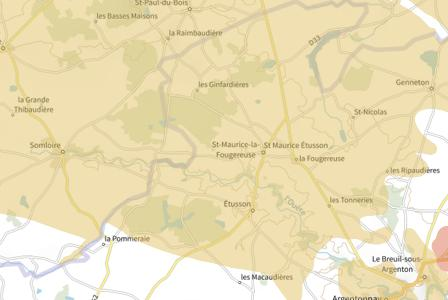 St-Paul-du-Bois
les Basses Maisons
la Raimbaudière
D33
les Ginfardières
Genneton
la Grande
Thibaudière
St-Nicolas
Somloire
St-Maurice-la-
Fougereuse
St Maurice Étusson
la Fougereuse
les Ripaudières
Étusson
l'Ouère
les Tonneries
la Pommeraie
Le Breuil-sous-
Argenton
les Macaudières
Argentonnay